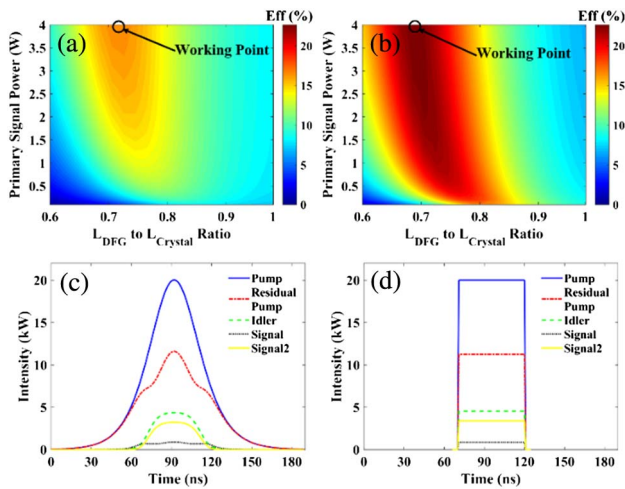 Eff (%)
4
3.5
3
2.5
2
1.5
1
0.5
0.6
0.7
0.8
0.9
1
20
15
10
5
0
(a)
Working Point
Primary Signal Power (W)
L_DFG to L_Crystal Ratio
Eff (%)
4
3.5
3
2.5
2
1.5
1
0.5
0.6
0.7
0.8
0.9
1
20
15
10
5
0
(b)
Working Point
Primary Signal Power (W)
L_DFG to L_Crystal Ratio
(c)
Pump
Residual
Pump
Idler
Signal
Signal2
20
15
10
5
0
Intensity (kW)
0
30
60
90
120
150
180
Time (ns)
(d)
Pump
Residual
Pump
Idler
Signal
Signal2
20
15
10
5
0
Intensity (kW)
0
30
60
90
120
150
180
Time (ns)